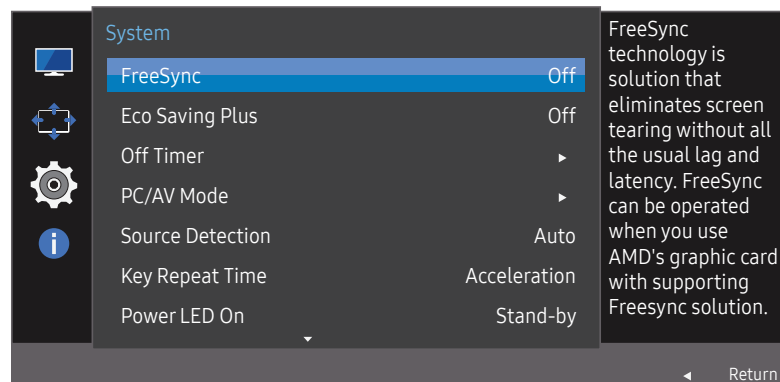 System
FreeSync Off
Eco Saving Plus Off
Off Timer
PC/AV Mode
Source Detection Auto
Key Repeat Time Acceleration
Power LED On Stand-by
FreeSync
technology is
solution that
eliminates screen
tearing without all
the usual lag and
latency. FreeSync
can be operated
when you use
AMD's graphic card
with supporting
Freesync solution.
Return